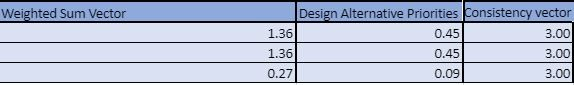 Weighted Sum Vector Design Alternative Priorities Consistency vector
1.36 0.45 3.00
1.36 0.45 3.00
0.27 0.09 3.00